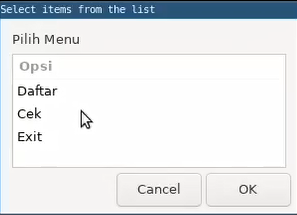 Select items from the list
Pilih Menu
Opsi
Daftar
Cek
Exit
Cancel OK